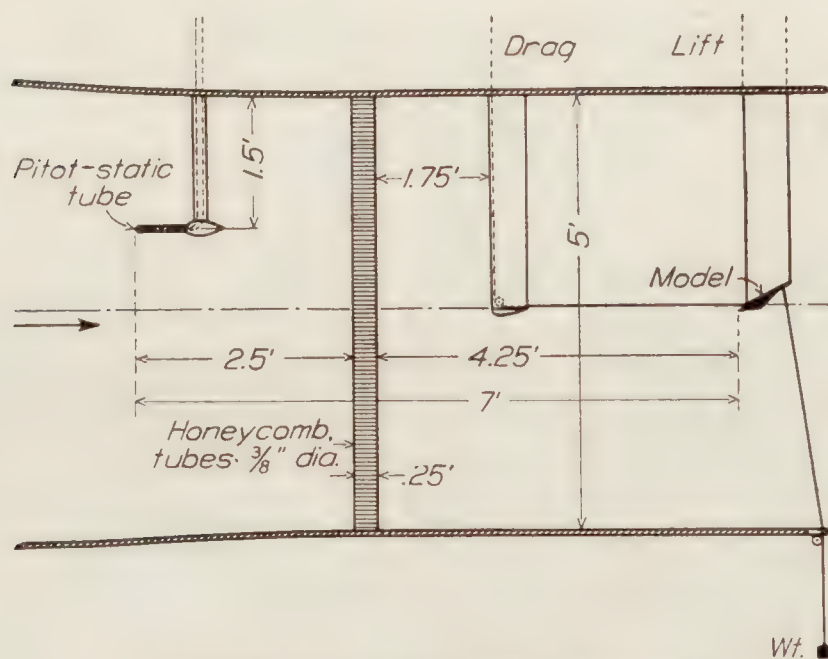 Drag
Lift
Pitot-static
tube
1.5'
1.75'
5'
Model
2.5'
4.25'
7'
Honeycomb,
tubes- 3/8" dia.
.25'
Wt.